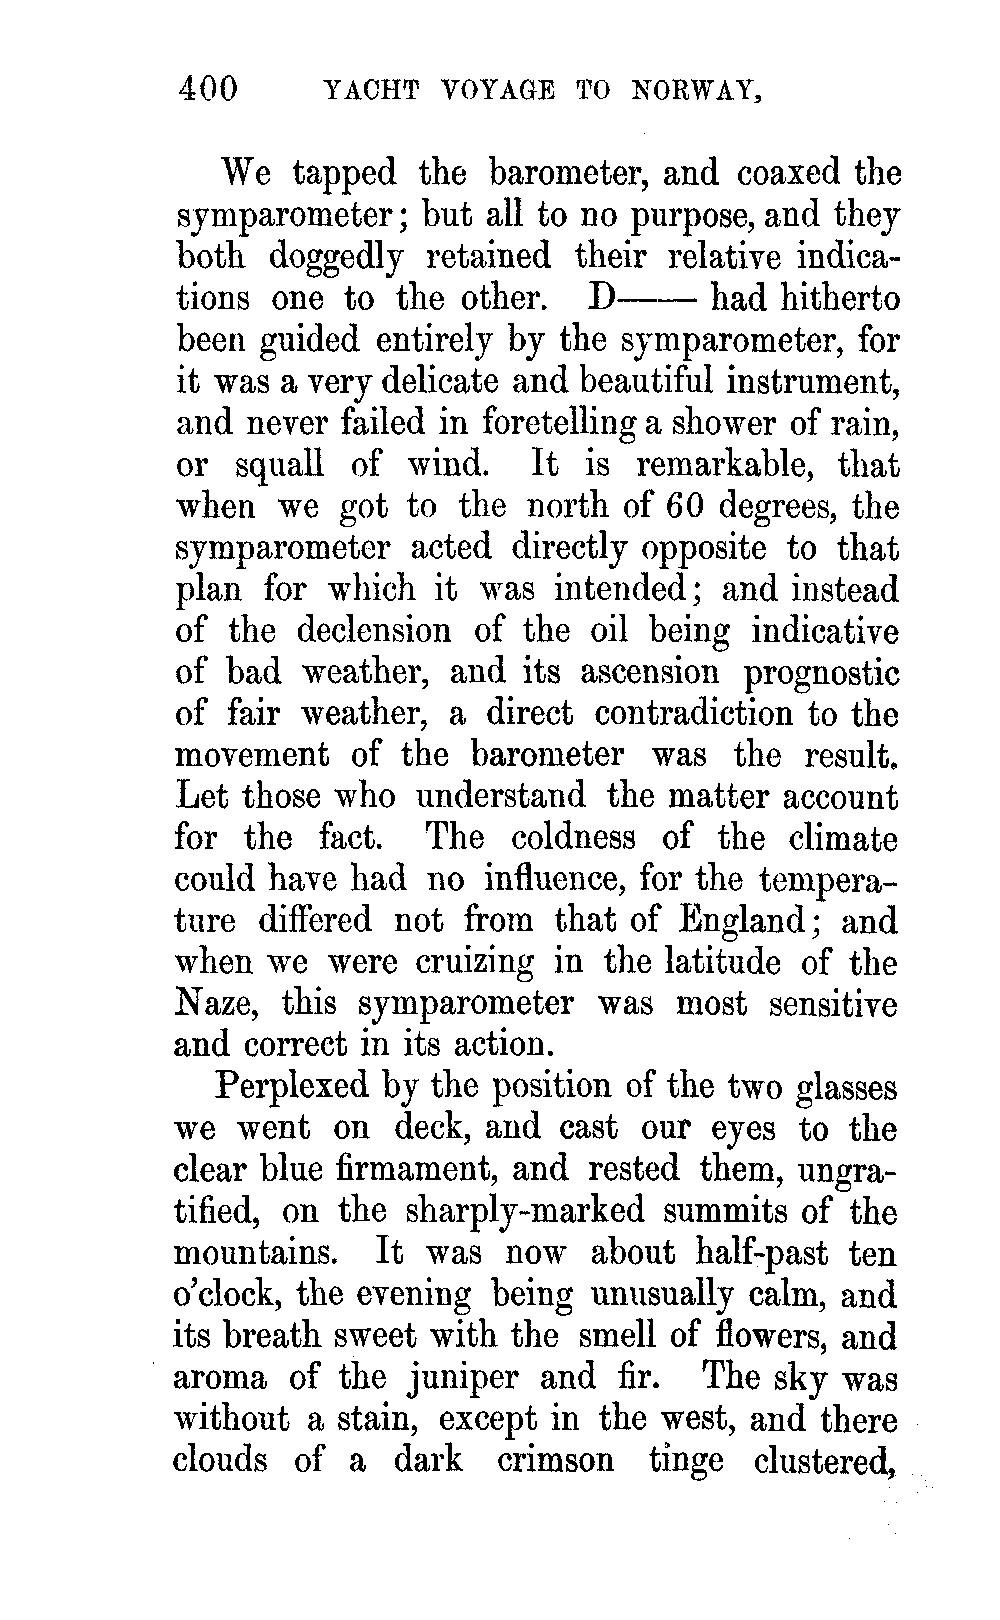 400 YACHT VOYAGE TO NORWAY,
We tapped the barometer, and coaxed the
symparometer; but all to no purpose, and they
both doggedly retained their relative indica-
tions one to the other. D—— had hitherto
been guided entirely by the symparometer, for
it was a very delicate and beautiful instrument,
and never failed in foretelling a shower of rain,
or squall of wind. It is remarkable, that
when we got to the north of 60 degrees, the
symparometer acted directly opposite to that
plan for which it was intended; and instead
of the declension of the oil being indicative
of bad weather, and its ascension prognostic
of fair weather, a direct contradiction to the
movement of the barometer was the result.
Let those who understand the matter account
for the fact. The coldness of the climate
could have had no influence, for the tempera-
ture differed not from that of England; and
when we were cruizing in the latitude of the
Naze, this symparometer was most sensitive
and correct in its action.
Perplexed by the position of the two glasses
we went on deck, and cast our eyes to the
clear blue firmament, and rested them, ungra-
tified, on the sharply-marked summits of the
mountains. It was now about half-past ten
o'clock, the evening being unusually calm, and
its breath sweet with the smell of flowers, and
aroma of the juniper and fir. The sky was
without a stain, except in the west, and there
clouds of a dark crimson tinge clustered,